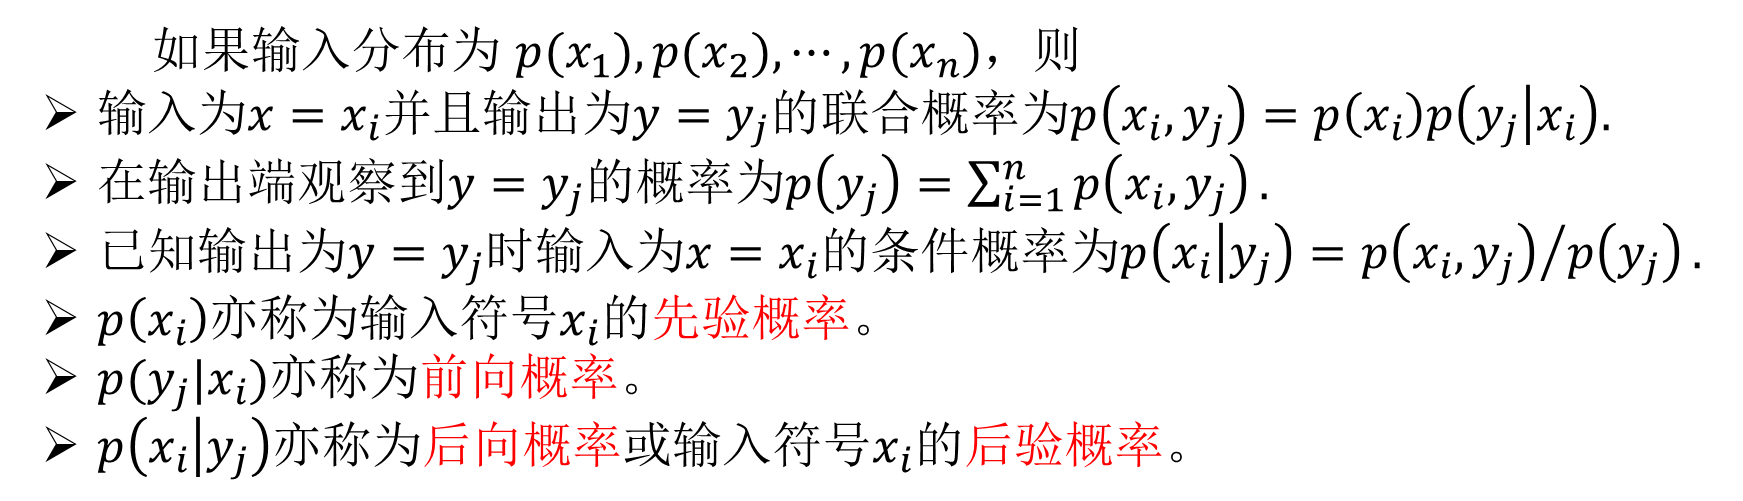 如果输入分布为 p(x₁), p(x₂), ⋯ , p(xₙ)，则
➢ 输入为x = xᵢ并且输出为y = yⱼ的联合概率为p(xᵢ, yⱼ) = p(xᵢ)p(yⱼ|xᵢ).
➢ 在输出端观察到y = yⱼ的概率为p(yⱼ) = ∑ⁿᵢ₌₁ p(xᵢ, yⱼ) .
➢ 已知输出为y = yⱼ时输入为x = xᵢ的条件概率为p(xᵢ|yⱼ) = p(xᵢ, yⱼ)/p(yⱼ) .
➢ p(xᵢ)亦称为输入符号xᵢ的先验概率。
➢ p(yⱼ|xᵢ)亦称为前向概率。
➢ p(xᵢ|yⱼ)亦称为后向概率或输入符号xᵢ的后验概率。